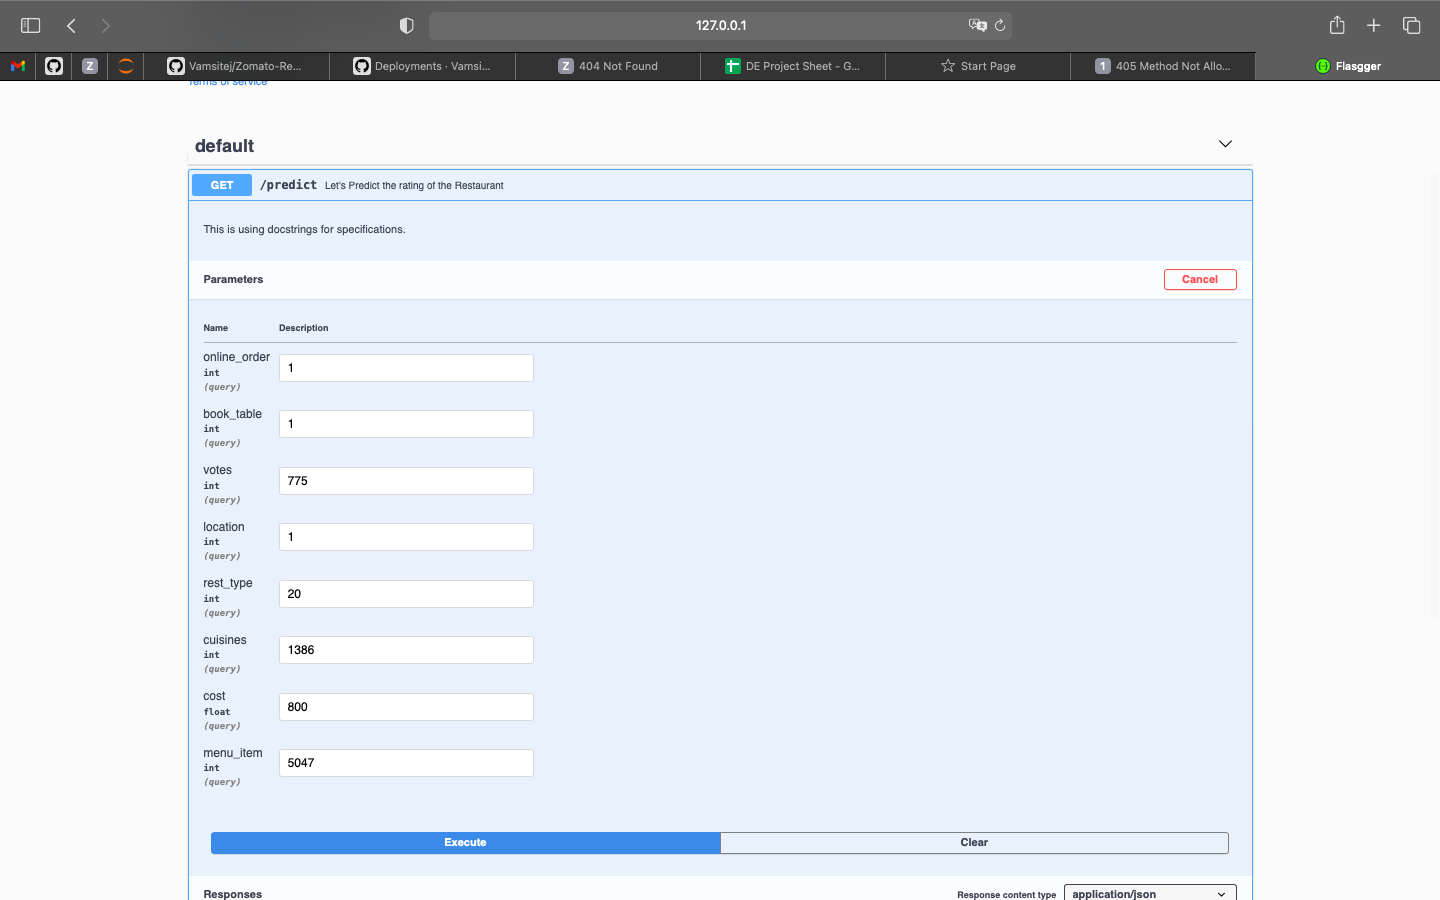 127.0.0.1
Z
Vamsitej/Zomato-Re...
Deployments · Vamsi...
Z 404 Not Found
DE Project Sheet - G...
Start Page
1 405 Method Not Allo...
Flasgger
Terms of service
default
GET /predict Let's Predict the rating of the Restaurant
This is using docstrings for specifications.
Parameters
Cancel
Name Description
online_order
int
(query)
1
book_table
int
(query)
1
votes
int
(query)
775
location
int
(query)
1
rest_type
int
(query)
20
cuisines
int
(query)
1386
cost
float
(query)
800
menu_item
int
(query)
5047
Execute
Clear
Responses
Response content type application/json